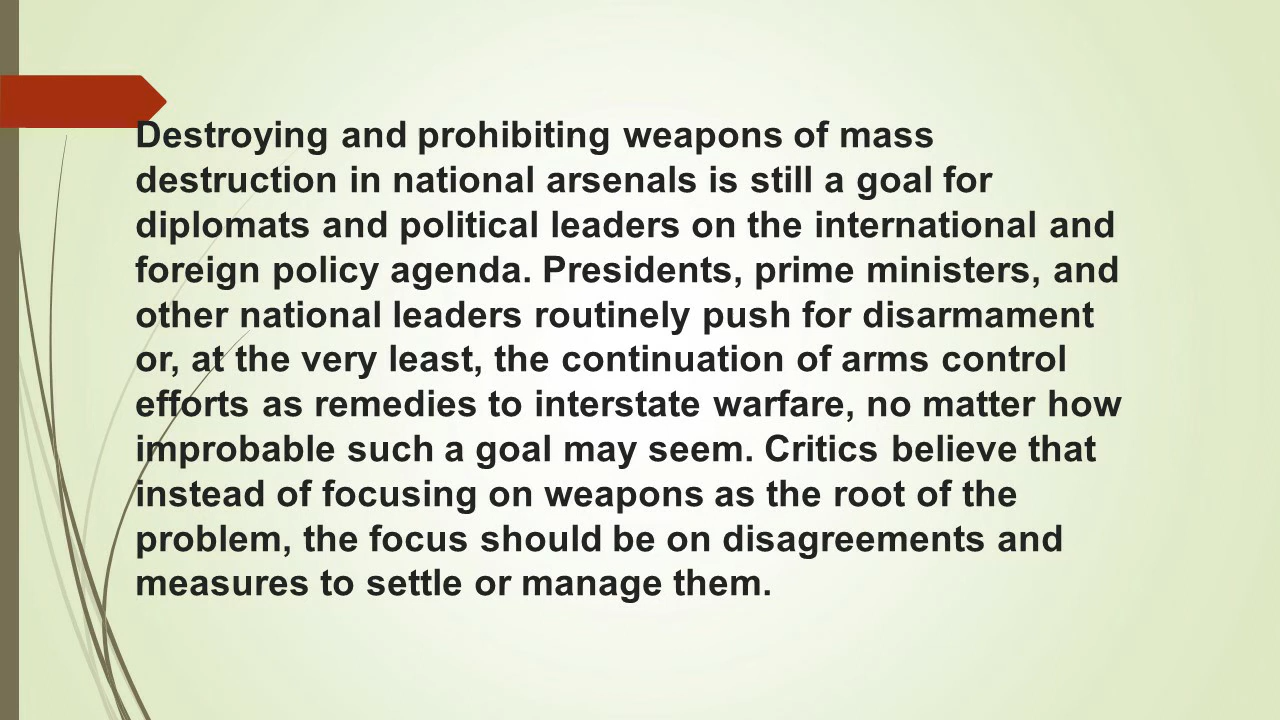 Destroying and prohibiting weapons of mass
destruction in national arsenals is still a goal for
diplomats and political leaders on the international and
foreign policy agenda. Presidents, prime ministers, and
other national leaders routinely push for disarmament
or, at the very least, the continuation of arms control
efforts as remedies to interstate warfare, no matter how
improbable such a goal may seem. Critics believe that
instead of focusing on weapons as the root of the
problem, the focus should be on disagreements and
measures to settle or manage them.